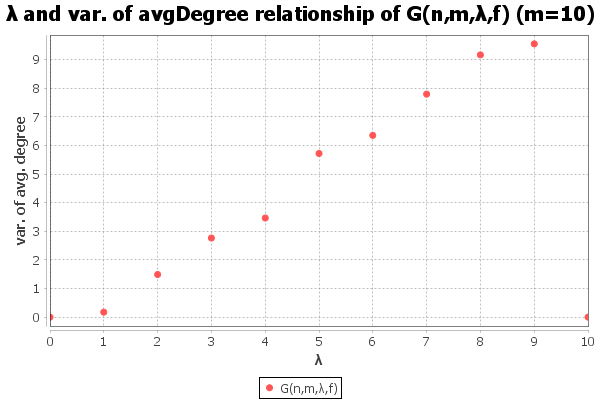 λ and var. of avgDegree relationship of G(n,m,λ,f) (m=10)
var. of avg. degree
9
8
7
6
5
4
3
2
1
0
0 1 2 3 4 5 6 7 8 9 10
λ
G(n,m,λ,f)